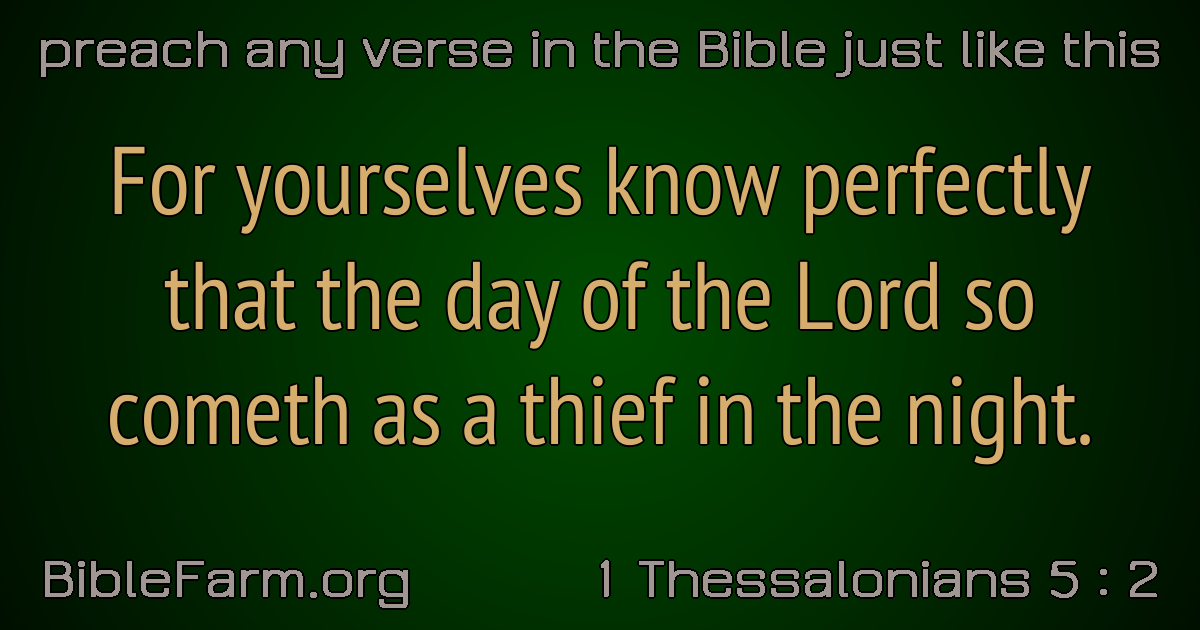 preach any verse in the Bible just like this
For yourselves know perfectly
that the day of the Lord so
cometh as a thief in the night.
BibleFarm.org
1 Thessalonians 5 : 2